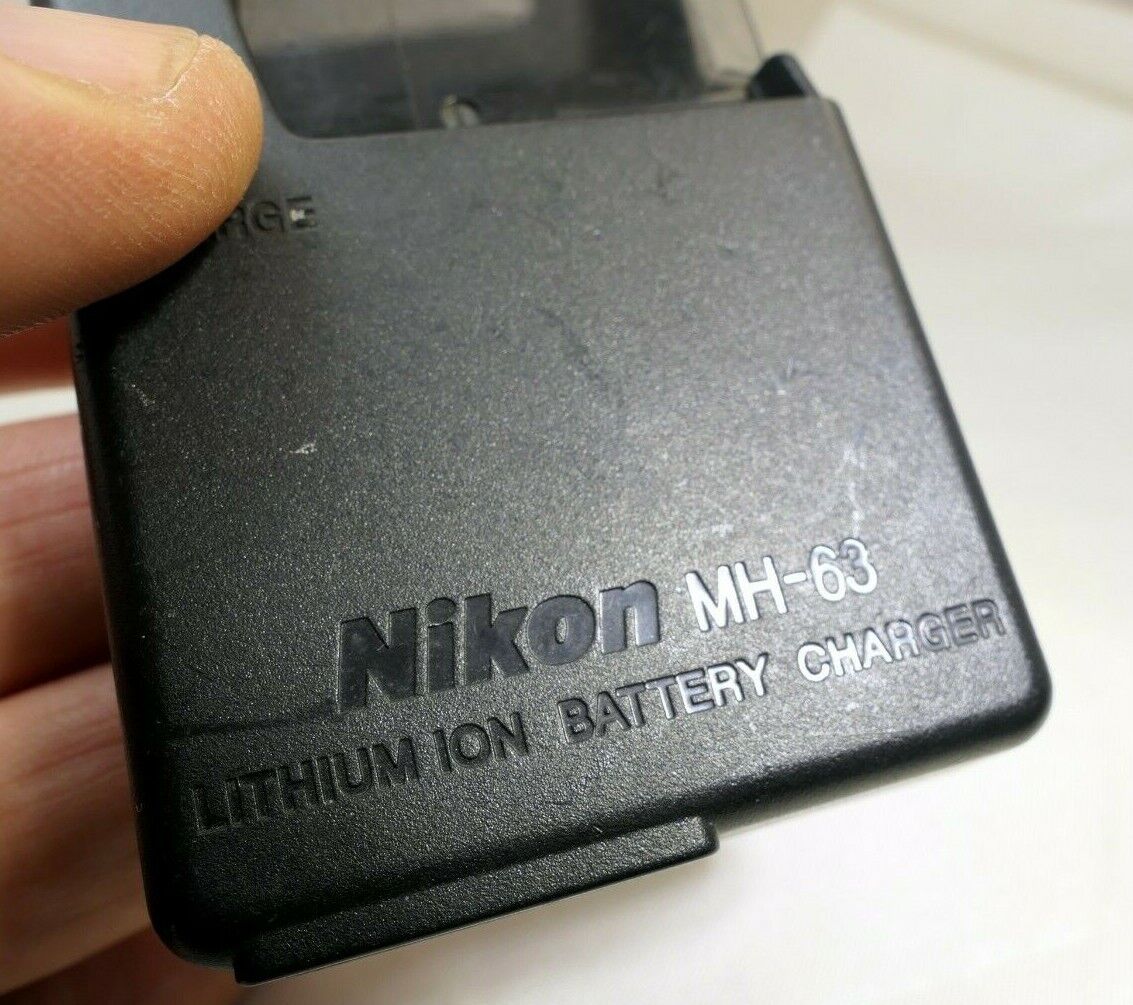 Nikon MH-63
LITHIUM ION BATTERY CHARGER